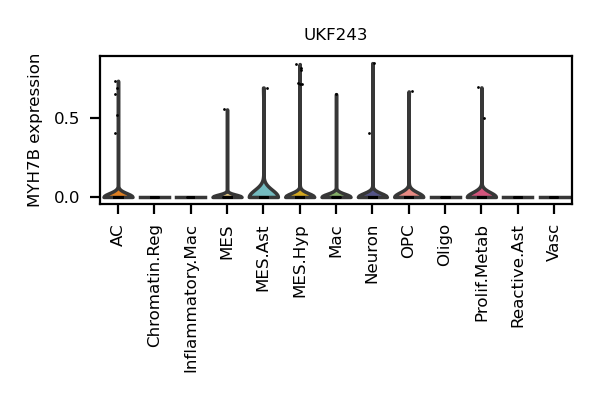 UKF243
MYH7B expression
0.5
0.0
AC
Chromatin.Reg
Inflammatory.Mac
MES
MES.Ast
MES.Hyp
Mac
Neuron
OPC
Oligo
Prolif.Metab
Reactive.Ast
Vasc